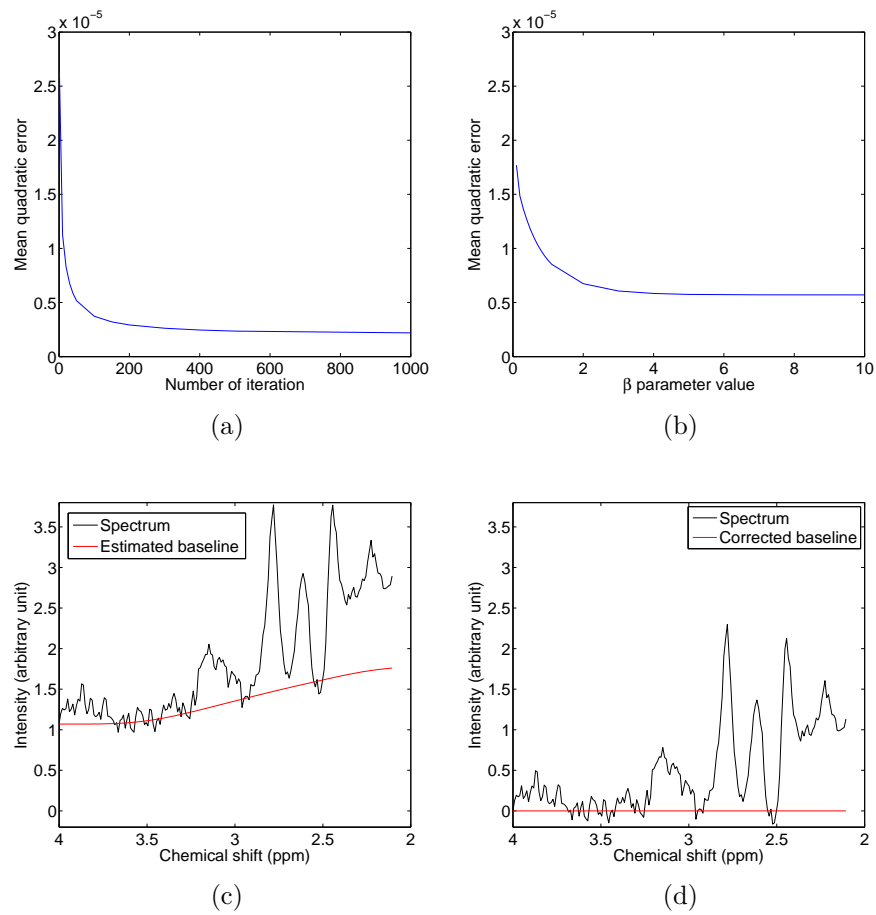 x 10⁻⁵
3
2.5
2
1.5
1
0.5
0
0 200 400 600 800 1000
Mean quadratic error
Number of iteration
(a)
x 10⁻⁵
3
2.5
2
1.5
1
0.5
0
0 2 4 6 8 10
Mean quadratic error
β parameter value
(b)
Spectrum
Estimated baseline
3.5
3
2.5
2
1.5
1
0.5
0
4 3.5 3 2.5 2
Intensity (arbitrary unit)
Chemical shift (ppm)
(c)
Spectrum
Corrected baseline
3.5
3
2.5
2
1.5
1
0.5
0
4 3.5 3 2.5 2
Intensity (arbitrary unit)
Chemical shift (ppm)
(d)